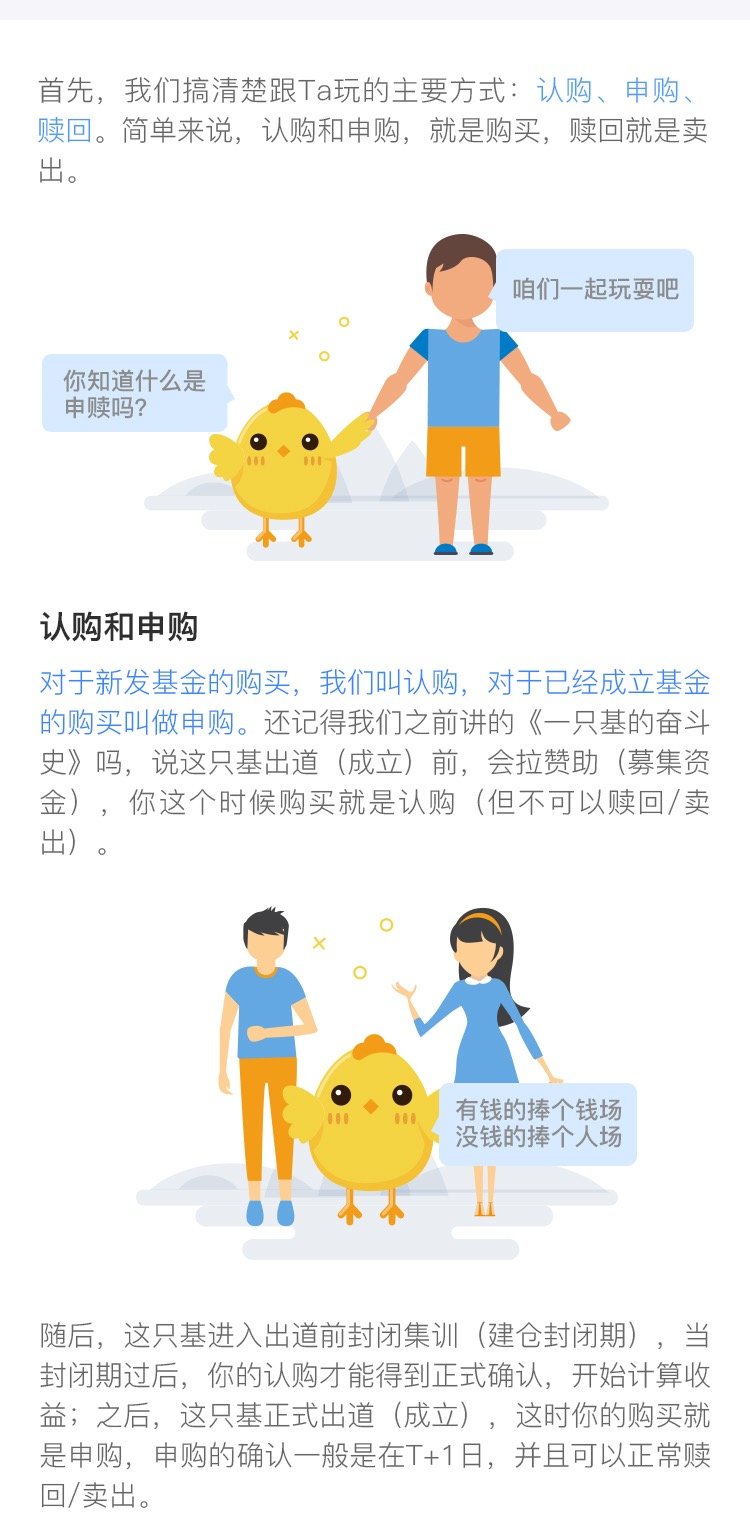 首先，我们搞清楚跟Ta玩的主要方式：认购、申购、
赎回。简单来说，认购和申购，就是购买，赎回就是卖
出。
咱们一起玩耍吧
你知道什么是
申赎吗?
认购和申购
对于新发基金的购买，我们叫认购，对于已经成立基金
的购买叫做申购。还记得我们之前讲的《一只基的奋斗
史》吗，说这只基出道（成立）前，会拉赞助（募集资
金），你这个时候购买就是认购（但不可以赎回/卖
出）。
有钱的捧个钱场
没钱的捧个人场
随后，这只基进入出道前封闭集训（建仓封闭期），当
封闭期过后，你的认购才能得到正式确认，开始计算收
益；之后，这只基正式出道（成立），这时你的购买就
是申购，申购的确认一般是在T+1日，并且可以正常赎
回/卖出。